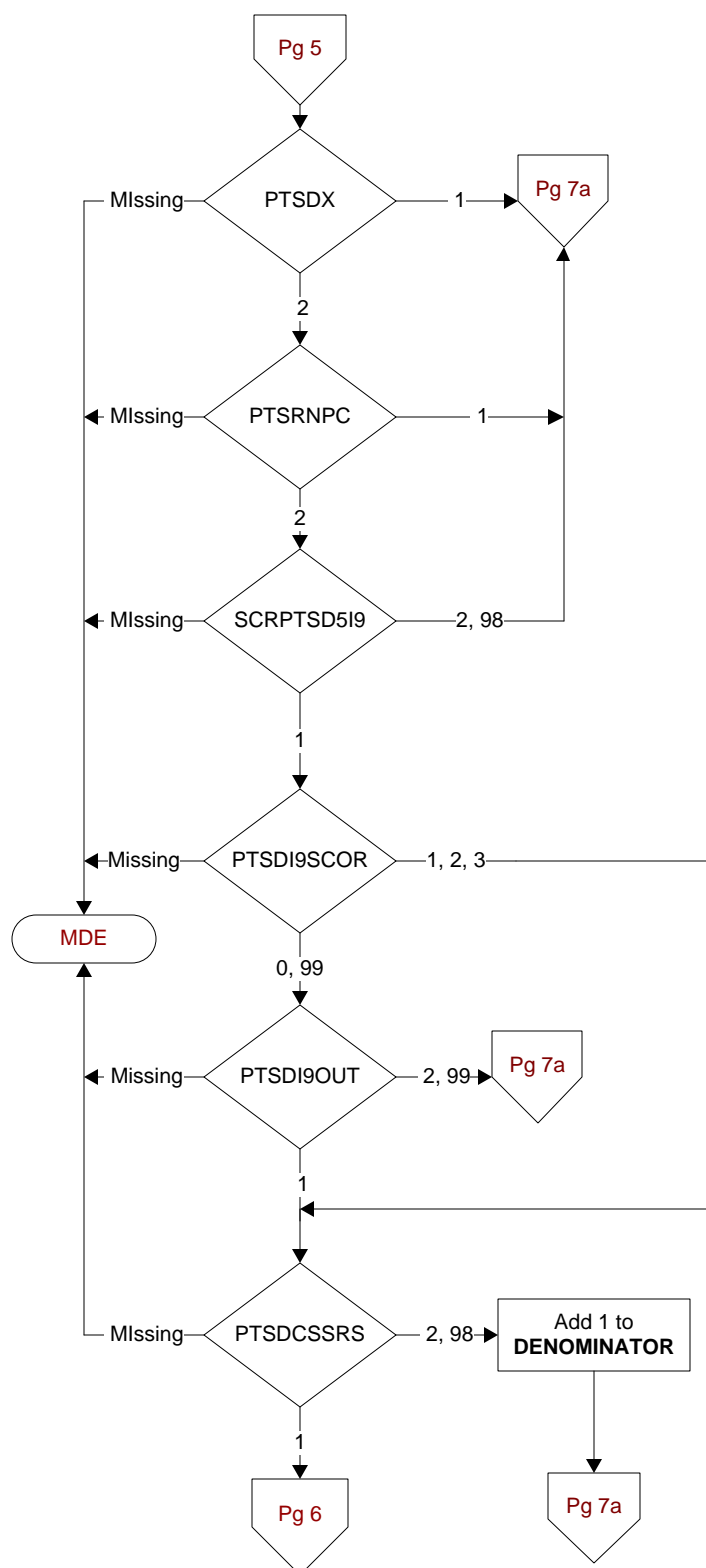 Pg 5
MIssing
PTSDX
1
Pg 7a
2
MIssing
PTSRNPC
1
2
MIssing
SCRPTSD5I9
2, 98
1
Missing
PTSDI9SCOR
1, 2, 3
MDE
0, 99
Missing
PTSDI9OUT
2, 99
Pg 7a
1
MIssing
PTSDCSSRS
2, 98
Add 1 to
DENOMINATOR
1
Pg 6
Pg 7a